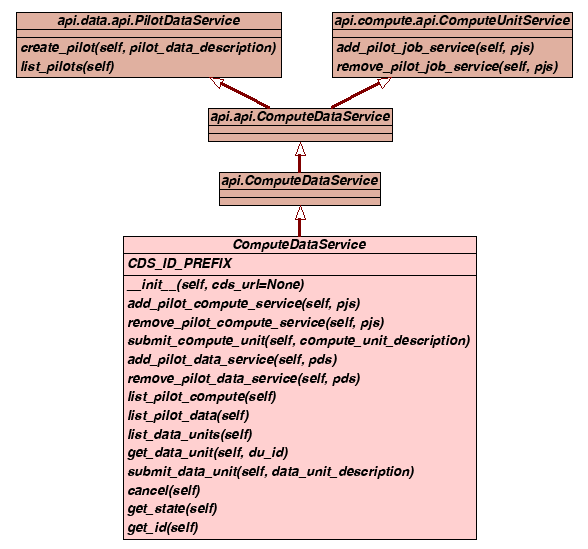 api.data.api.PilotDataService
create_pilot(self, pilot_data_description)
list_pilots(self)
api.compute.api.ComputeUnitService
add_pilot_job_service(self, pjs)
remove_pilot_job_service(self, pjs)
api.api.ComputeDataService
api.ComputeDataService
ComputeDataService
CDS_ID_PREFIX
__init__(self, cds_url=None)
add_pilot_compute_service(self, pjs)
remove_pilot_compute_service(self, pjs)
submit_compute_unit(self, compute_unit_description)
add_pilot_data_service(self, pds)
remove_pilot_data_service(self, pds)
list_pilot_compute(self)
list_pilot_data(self)
list_data_units(self)
get_data_unit(self, du_id)
submit_data_unit(self, data_unit_description)
cancel(self)
get_state(self)
get_id(self)